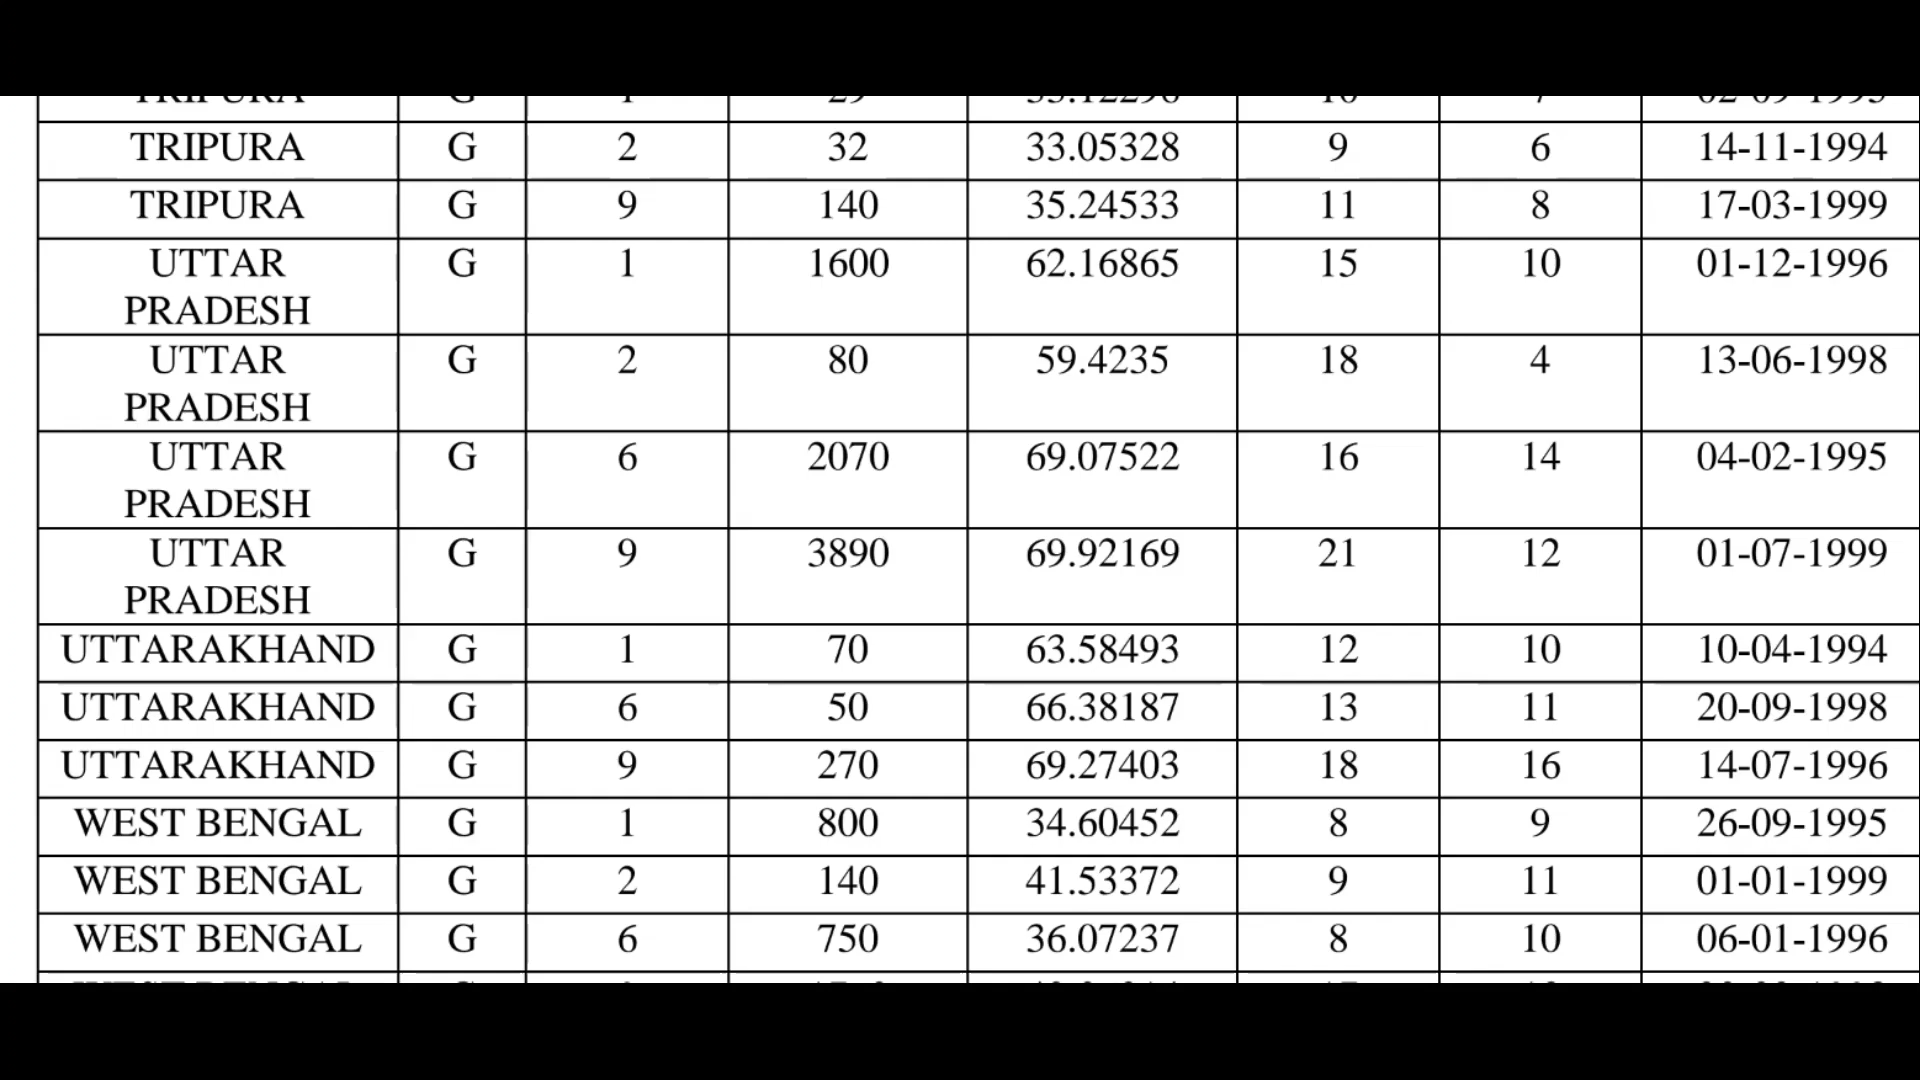 TRIPURA G 2 32 33.05328 9 6 14-11-1994
TRIPURA G 9 140 35.24533 11 8 17-03-1999
UTTAR G 1 1600 62.16865 15 10 01-12-1996
PRADESH
UTTAR G 2 80 59.4235 18 4 13-06-1998
PRADESH
UTTAR G 6 2070 69.07522 16 14 04-02-1995
PRADESH
UTTAR G 9 3890 69.92169 21 12 01-07-1999
PRADESH
UTTARAKHAND G 1 70 63.58493 12 10 10-04-1994
UTTARAKHAND G 6 50 66.38187 13 11 20-09-1998
UTTARAKHAND G 9 270 69.27403 18 16 14-07-1996
WEST BENGAL G 1 800 34.60452 8 9 26-09-1995
WEST BENGAL G 2 140 41.53372 9 11 01-01-1999
WEST BENGAL G 6 750 36.07237 8 10 06-01-1996